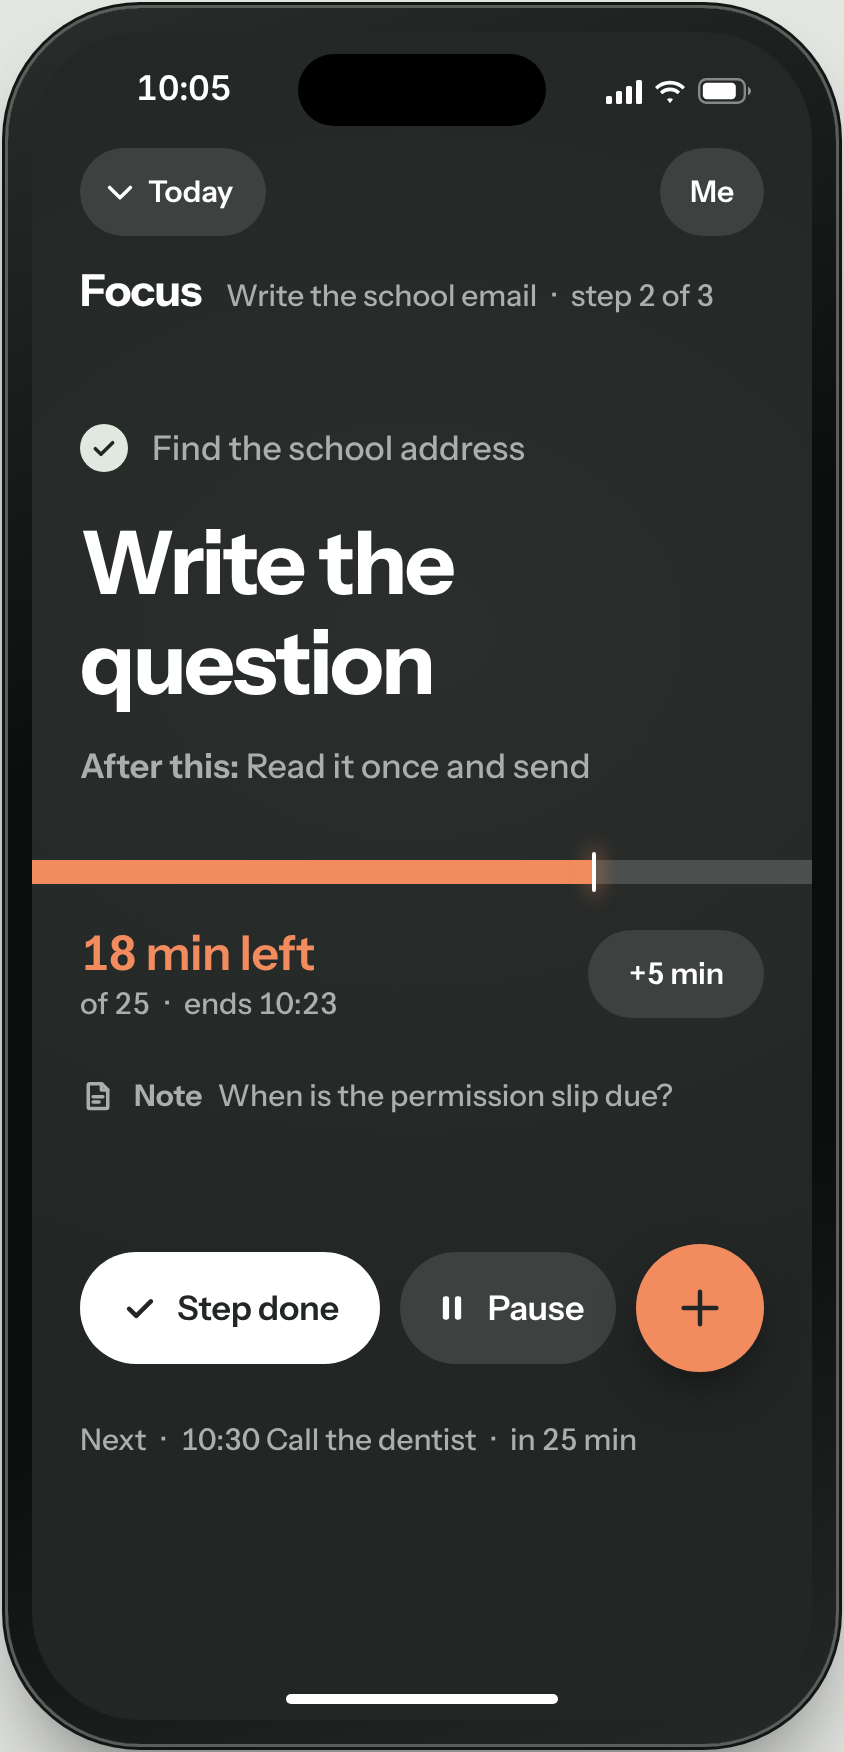 10:05
Today
Me
Focus Write the school email · step 2 of 3
Find the school address
Write the
question
After this: Read it once and send
18 min left
of 25 · ends 10:23
+5 min
Note When is the permission slip due?
Step done
Pause
Next · 10:30 Call the dentist · in 25 min